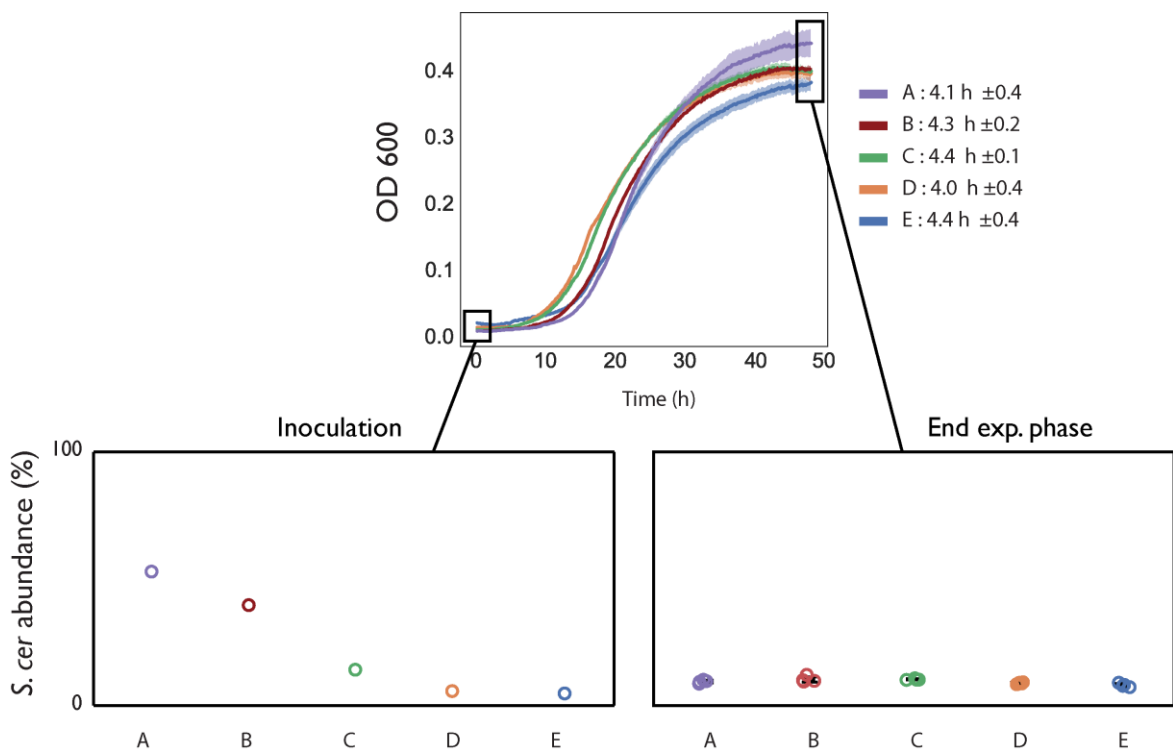 0.4
0.3
0.2
0.1
0.0
OD 600
0
10
20
30
40
50
Time (h)
A : 4.1 h ±0.4
B : 4.3 h ±0.2
C : 4.4 h ±0.1
D : 4.0 h ±0.4
E : 4.4 h ±0.4
Inoculation
End exp. phase
100
0
S. cer abundance (%)
A B C D E
A B C D E